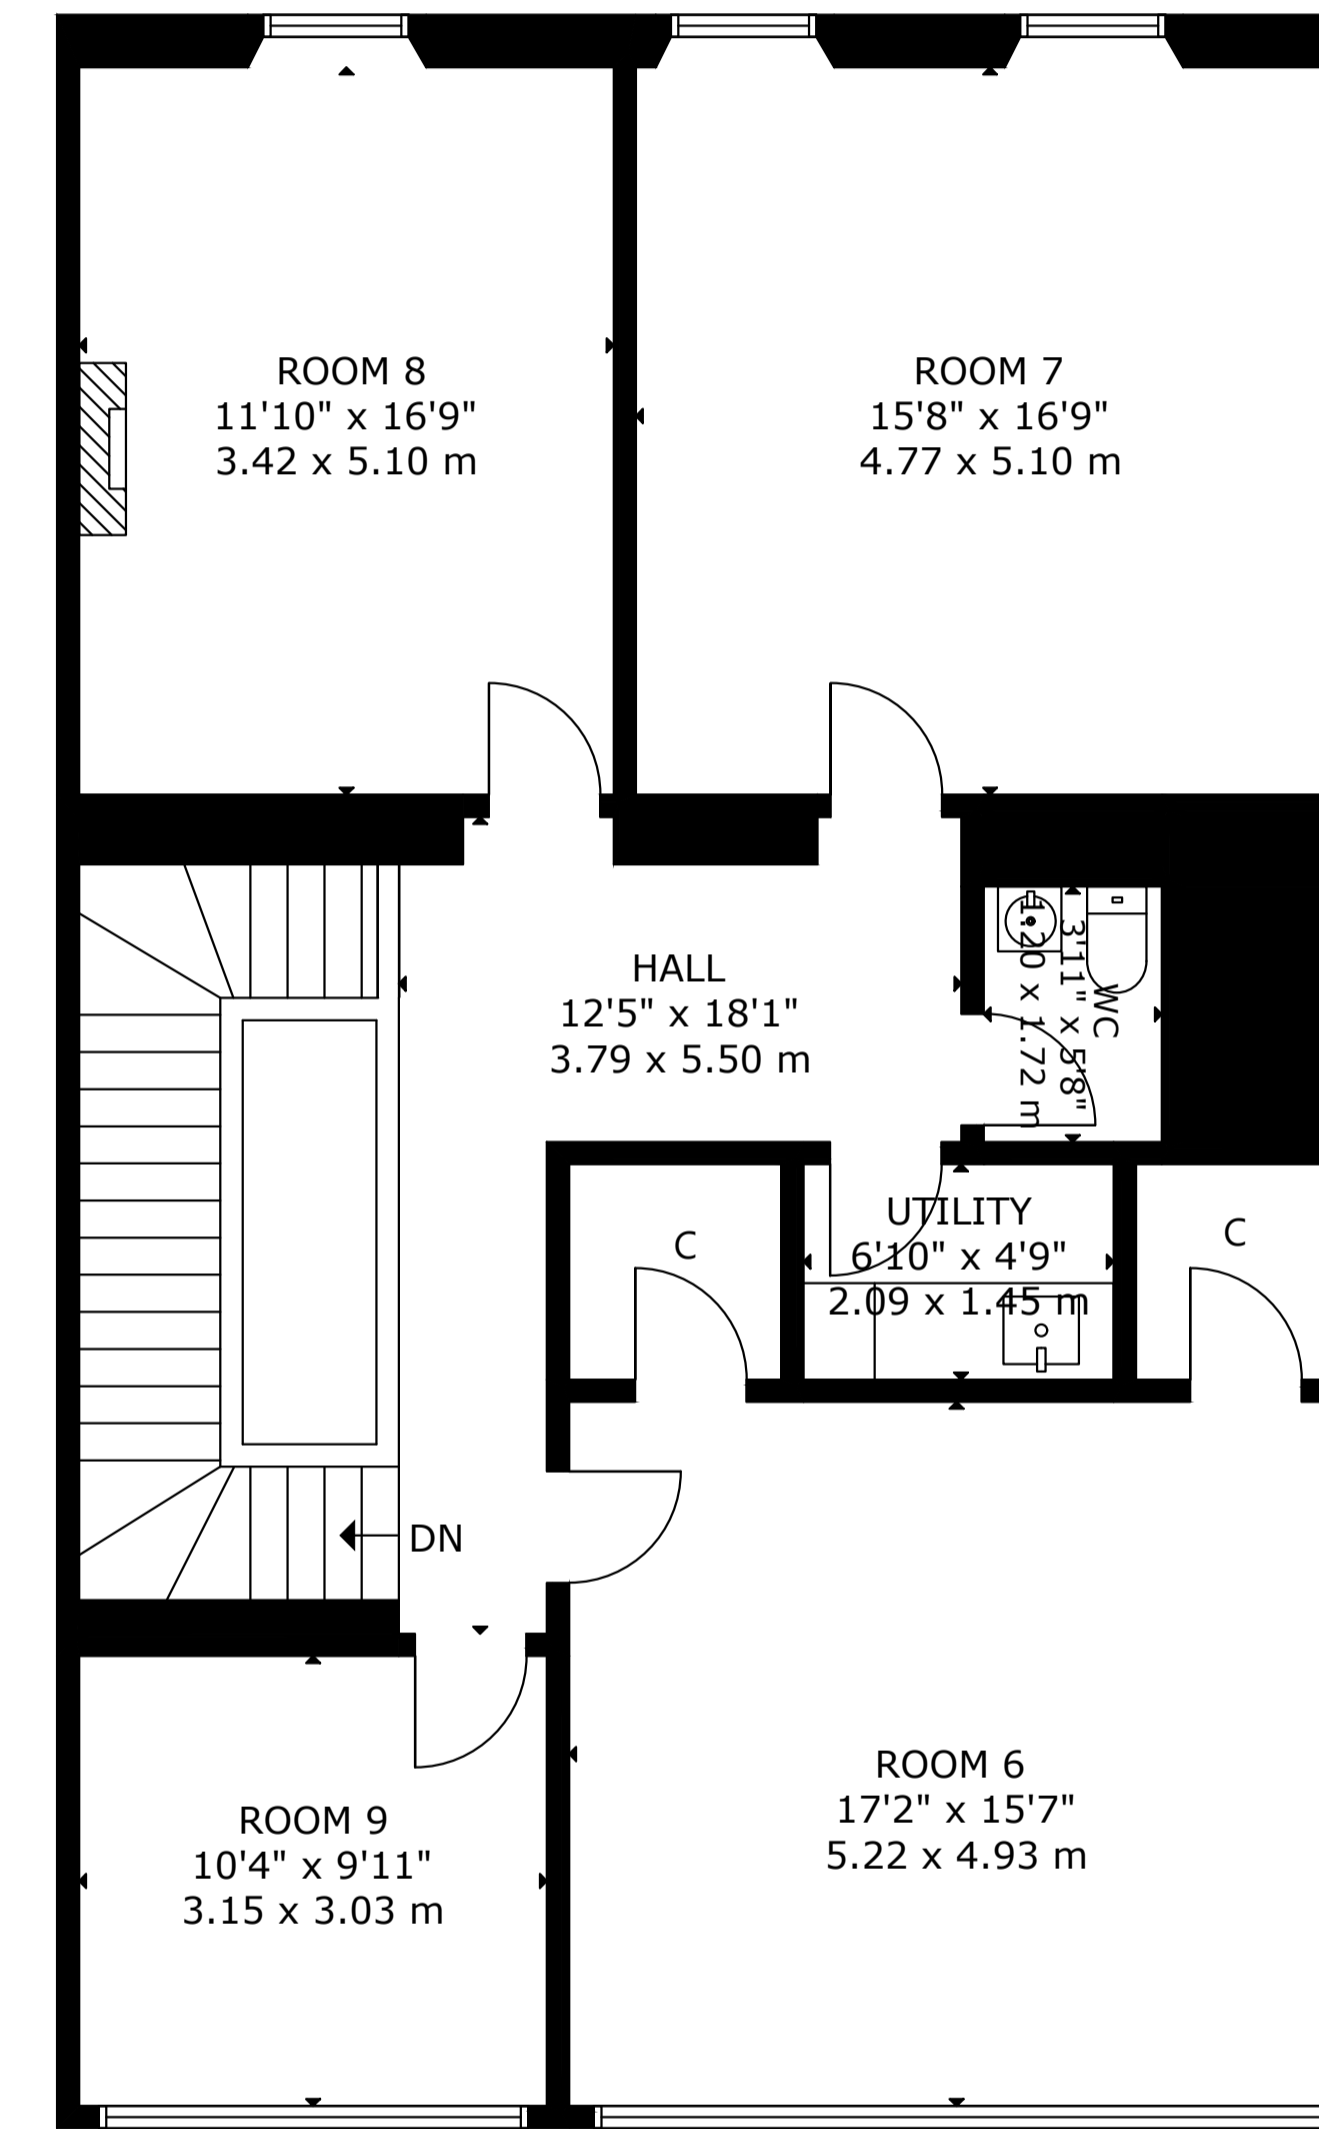 ROOM 8
11'10" x 16'9"
3.42 x 5.10 m
ROOM 7
15'8" x 16'9"
4.77 x 5.10 m
HALL
12'5" x 18'1"
3.79 x 5.50 m
WC
3'11" x 5'8"
1.20 x 1.72 m
C
UTILITY
6'10" x 4'9"
2.09 x 1.45 m
C
DN
ROOM 6
17'2" x 15'7"
5.22 x 4.93 m
ROOM 9
10'4" x 9'11"
3.15 x 3.03 m